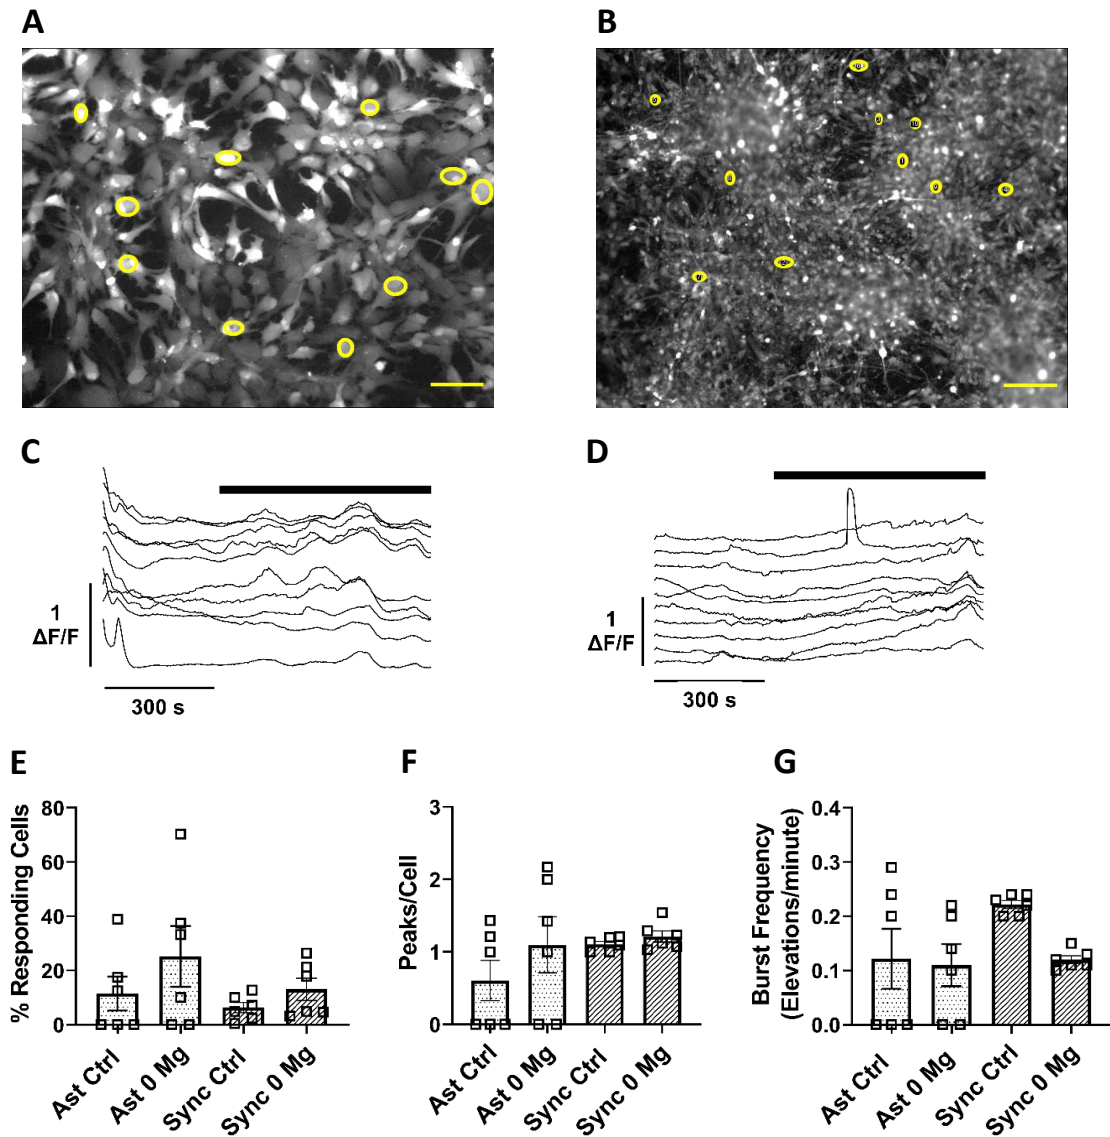 A
B
C
D
1
ΔF/F
300 s
1
ΔF/F
300 s
E
F
G
% Responding Cells
80
60
40
20
0
Ast Ctrl
Ast 0 Mg
Sync Ctrl
Sync 0 Mg
Peaks/Cell
3
2
1
0
Ast Ctrl
Ast 0 Mg
Sync Ctrl
Sync 0 Mg
Burst Frequency
(Elevations/minute)
0.4
0.3
0.2
0.1
0.0
Ast Ctrl
Ast 0 Mg
Sync Ctrl
Sync 0 Mg